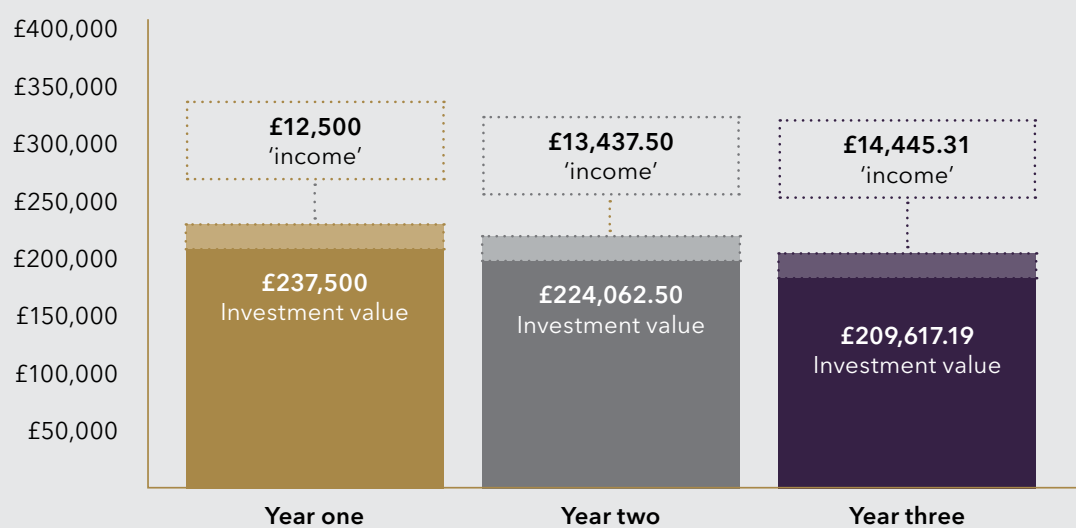 £400,000
£350,000
£300,000
£250,000
£200,000
£150,000
£100,000
£50,000
£12,500
‘income’
£237,500
Investment value
Year one
£13,437.50
‘income’
£224,062.50
Investment value
Year two
£14,445.31
‘income’
£209,617.19
Investment value
Year three